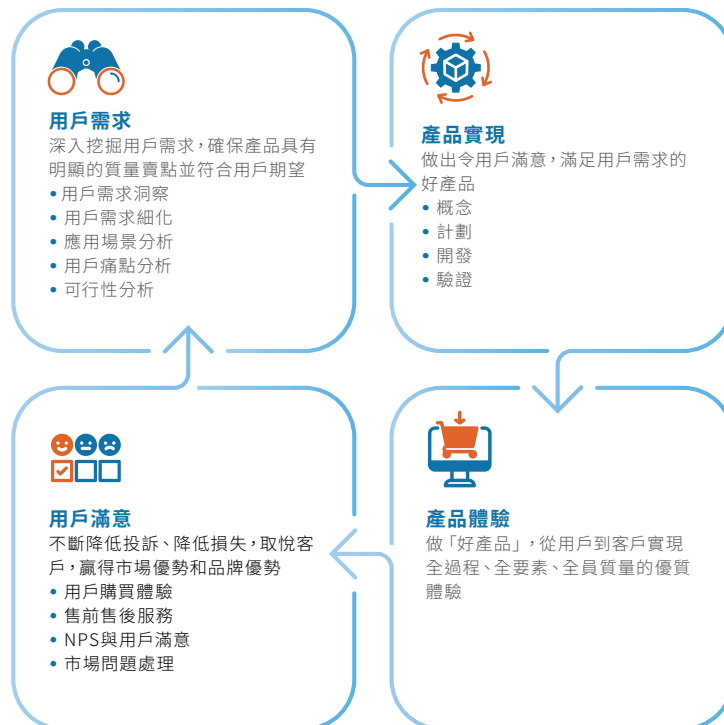 用戶需求
深入挖掘用戶需求，確保產品具有
明顯的質量賣點並符合用戶期望
• 用戶需求洞察
• 用戶需求細化
• 應用場景分析
• 用戶痛點分析
• 可行性分析
產品實現
做出令用戶滿意，滿足用戶需求的
好產品
• 概念
• 計劃
• 開發
• 驗證
用戶滿意
不斷降低投訴、降低損失，取悅客
戶，贏得市場優勢和品牌優勢
• 用戶購買體驗
• 售前售後服務
• NPS與用戶滿意
• 市場問題處理
產品體驗
做「好產品」，從用戶到客戶實現
全過程、全要素、全員質量的優質
體驗